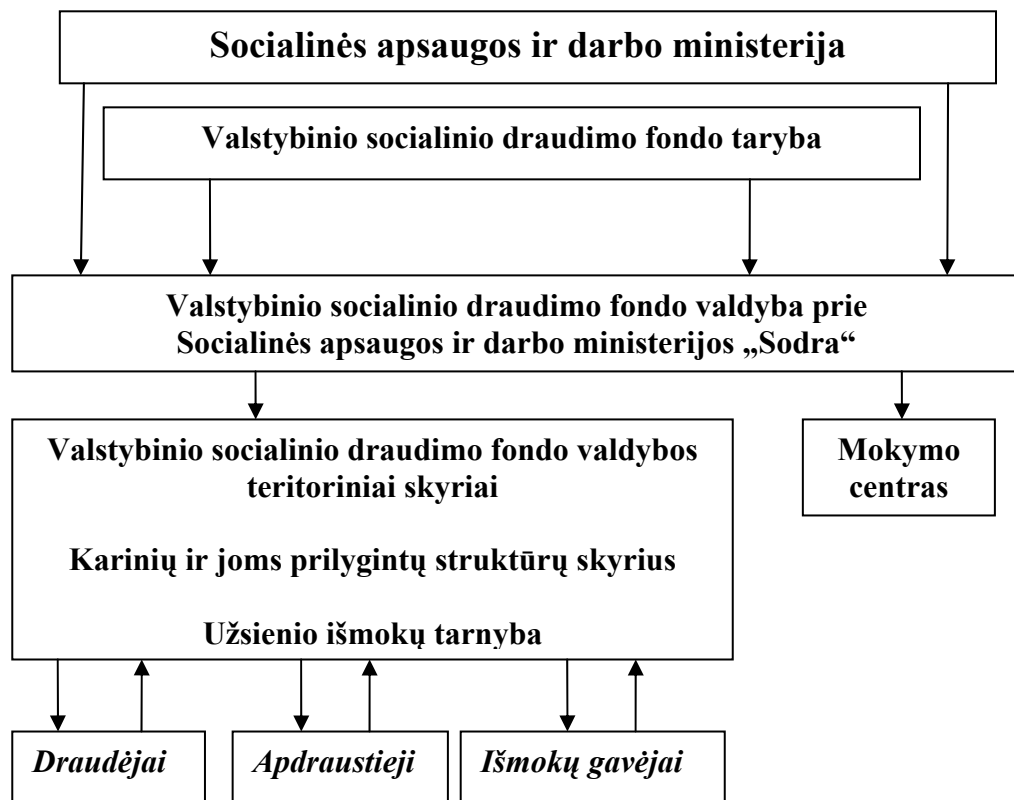 Socialinės apsaugos ir darbo ministerija
Valstybinio socialinio draudimo fondo taryba
Valstybinio socialinio draudimo fondo valdyba prie
Socialinės apsaugos ir darbo ministerijos „Sodra“
Valstybinio socialinio draudimo fondo valdybos
teritoriniai skyriai
Karinių ir joms prilygintų struktūrų skyrius
Užsienio išmokų tarnyba
Mokymo
centras
Draudėjai
Apdraustieji
Išmokų gavėjai